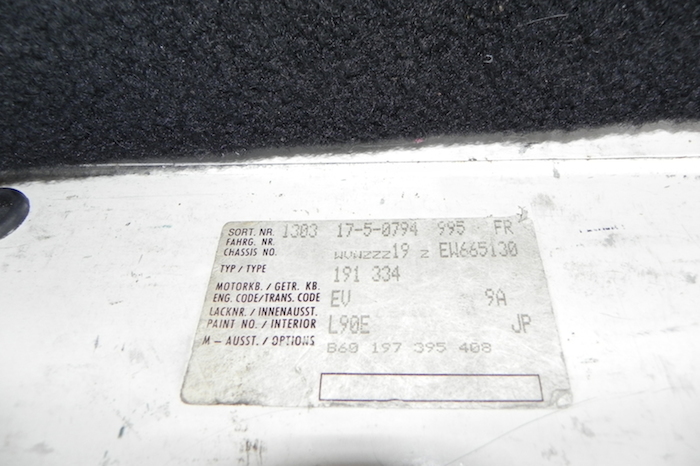 SORT. NR. 1303 17-5-0794 995 FR
FAHRG. NR.
CHASSIS NO. WVWZZZ19 Z EW665130
TYP / TYPE 191 334
MOTORKB. / GETR. KB.
ENG. CODE/TRANS. CODE EV 9A
LACKNR. / INNENAUSST.
PAINT NO. / INTERIOR L90E JP
M – AUSST. / OPTIONS B60 197 395 408